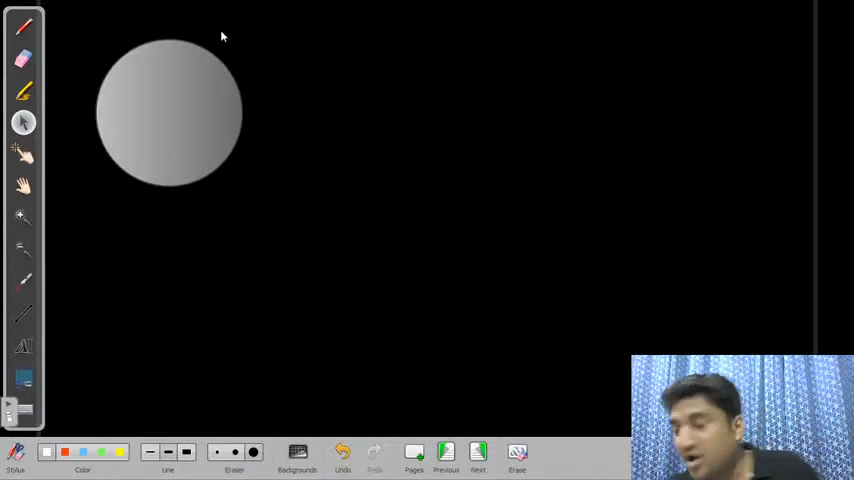 Stylus
Color
Line
Eraser
Backgrounds
Undo
Redo
Pages
Previous
Next
Erase